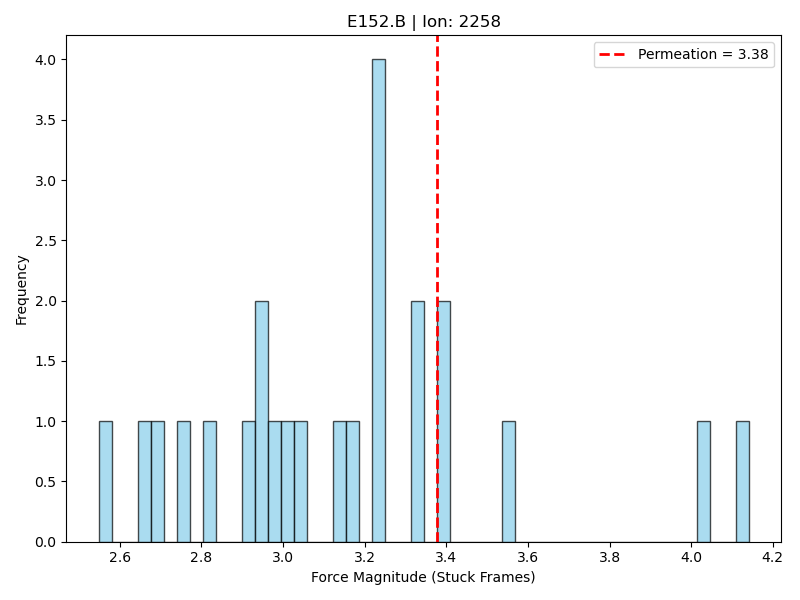 E152.B | Ion: 2258
Permeation = 3.38
4.0
3.5
3.0
2.5
2.0
1.5
1.0
0.5
0.0
Frequency
2.6 2.8 3.0 3.2 3.4 3.6 3.8 4.0 4.2
Force Magnitude (Stuck Frames)